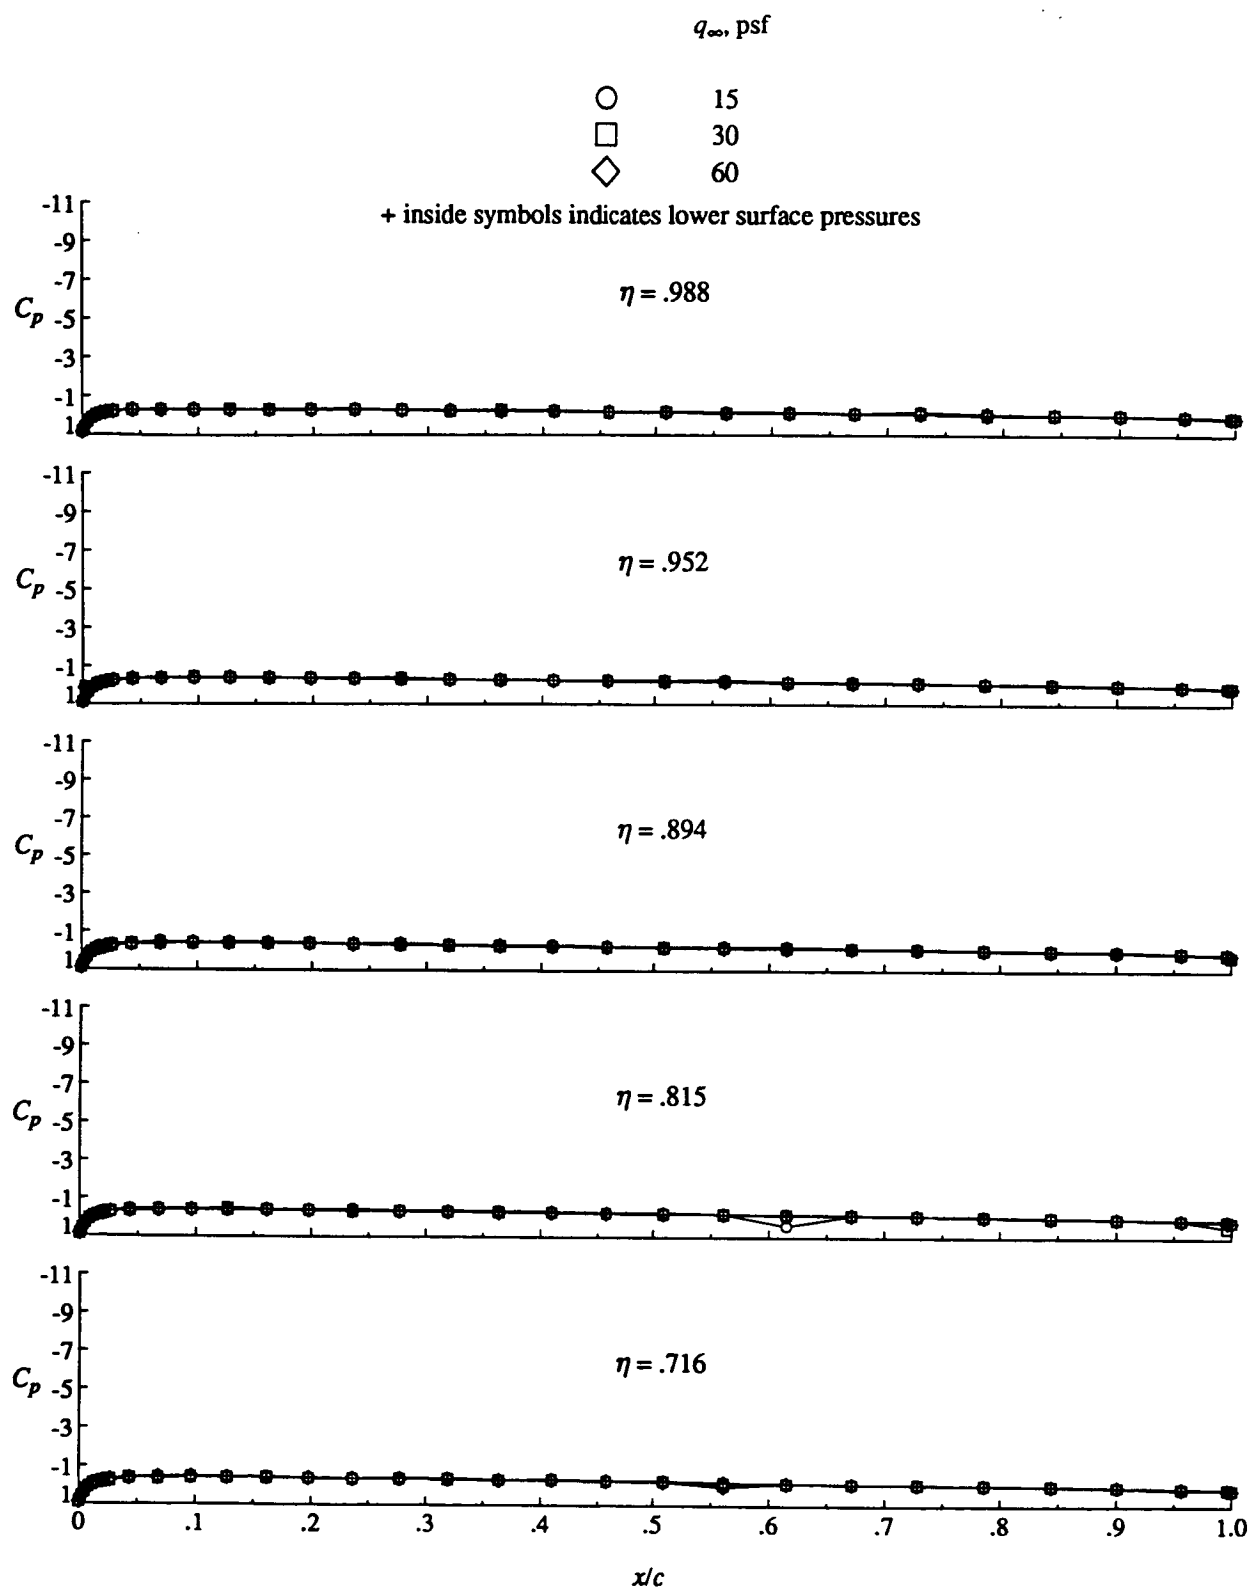 q∞, psf
15
30
60
+ inside symbols indicates lower surface pressures
-11
-9
-7
η = .988
Cp -5
-3
-1
1
-11
-9
-7
η = .952
Cp -5
-3
-1
1
-11
-9
-7
η = .894
Cp -5
-3
-1
1
-11
-9
-7
η = .815
Cp -5
-3
-1
1
-11
-9
-7
η = .716
Cp -5
-3
-1
1
0 .1 .2 .3 .4 .5 .6 .7 .8 .9 1.0
x/c